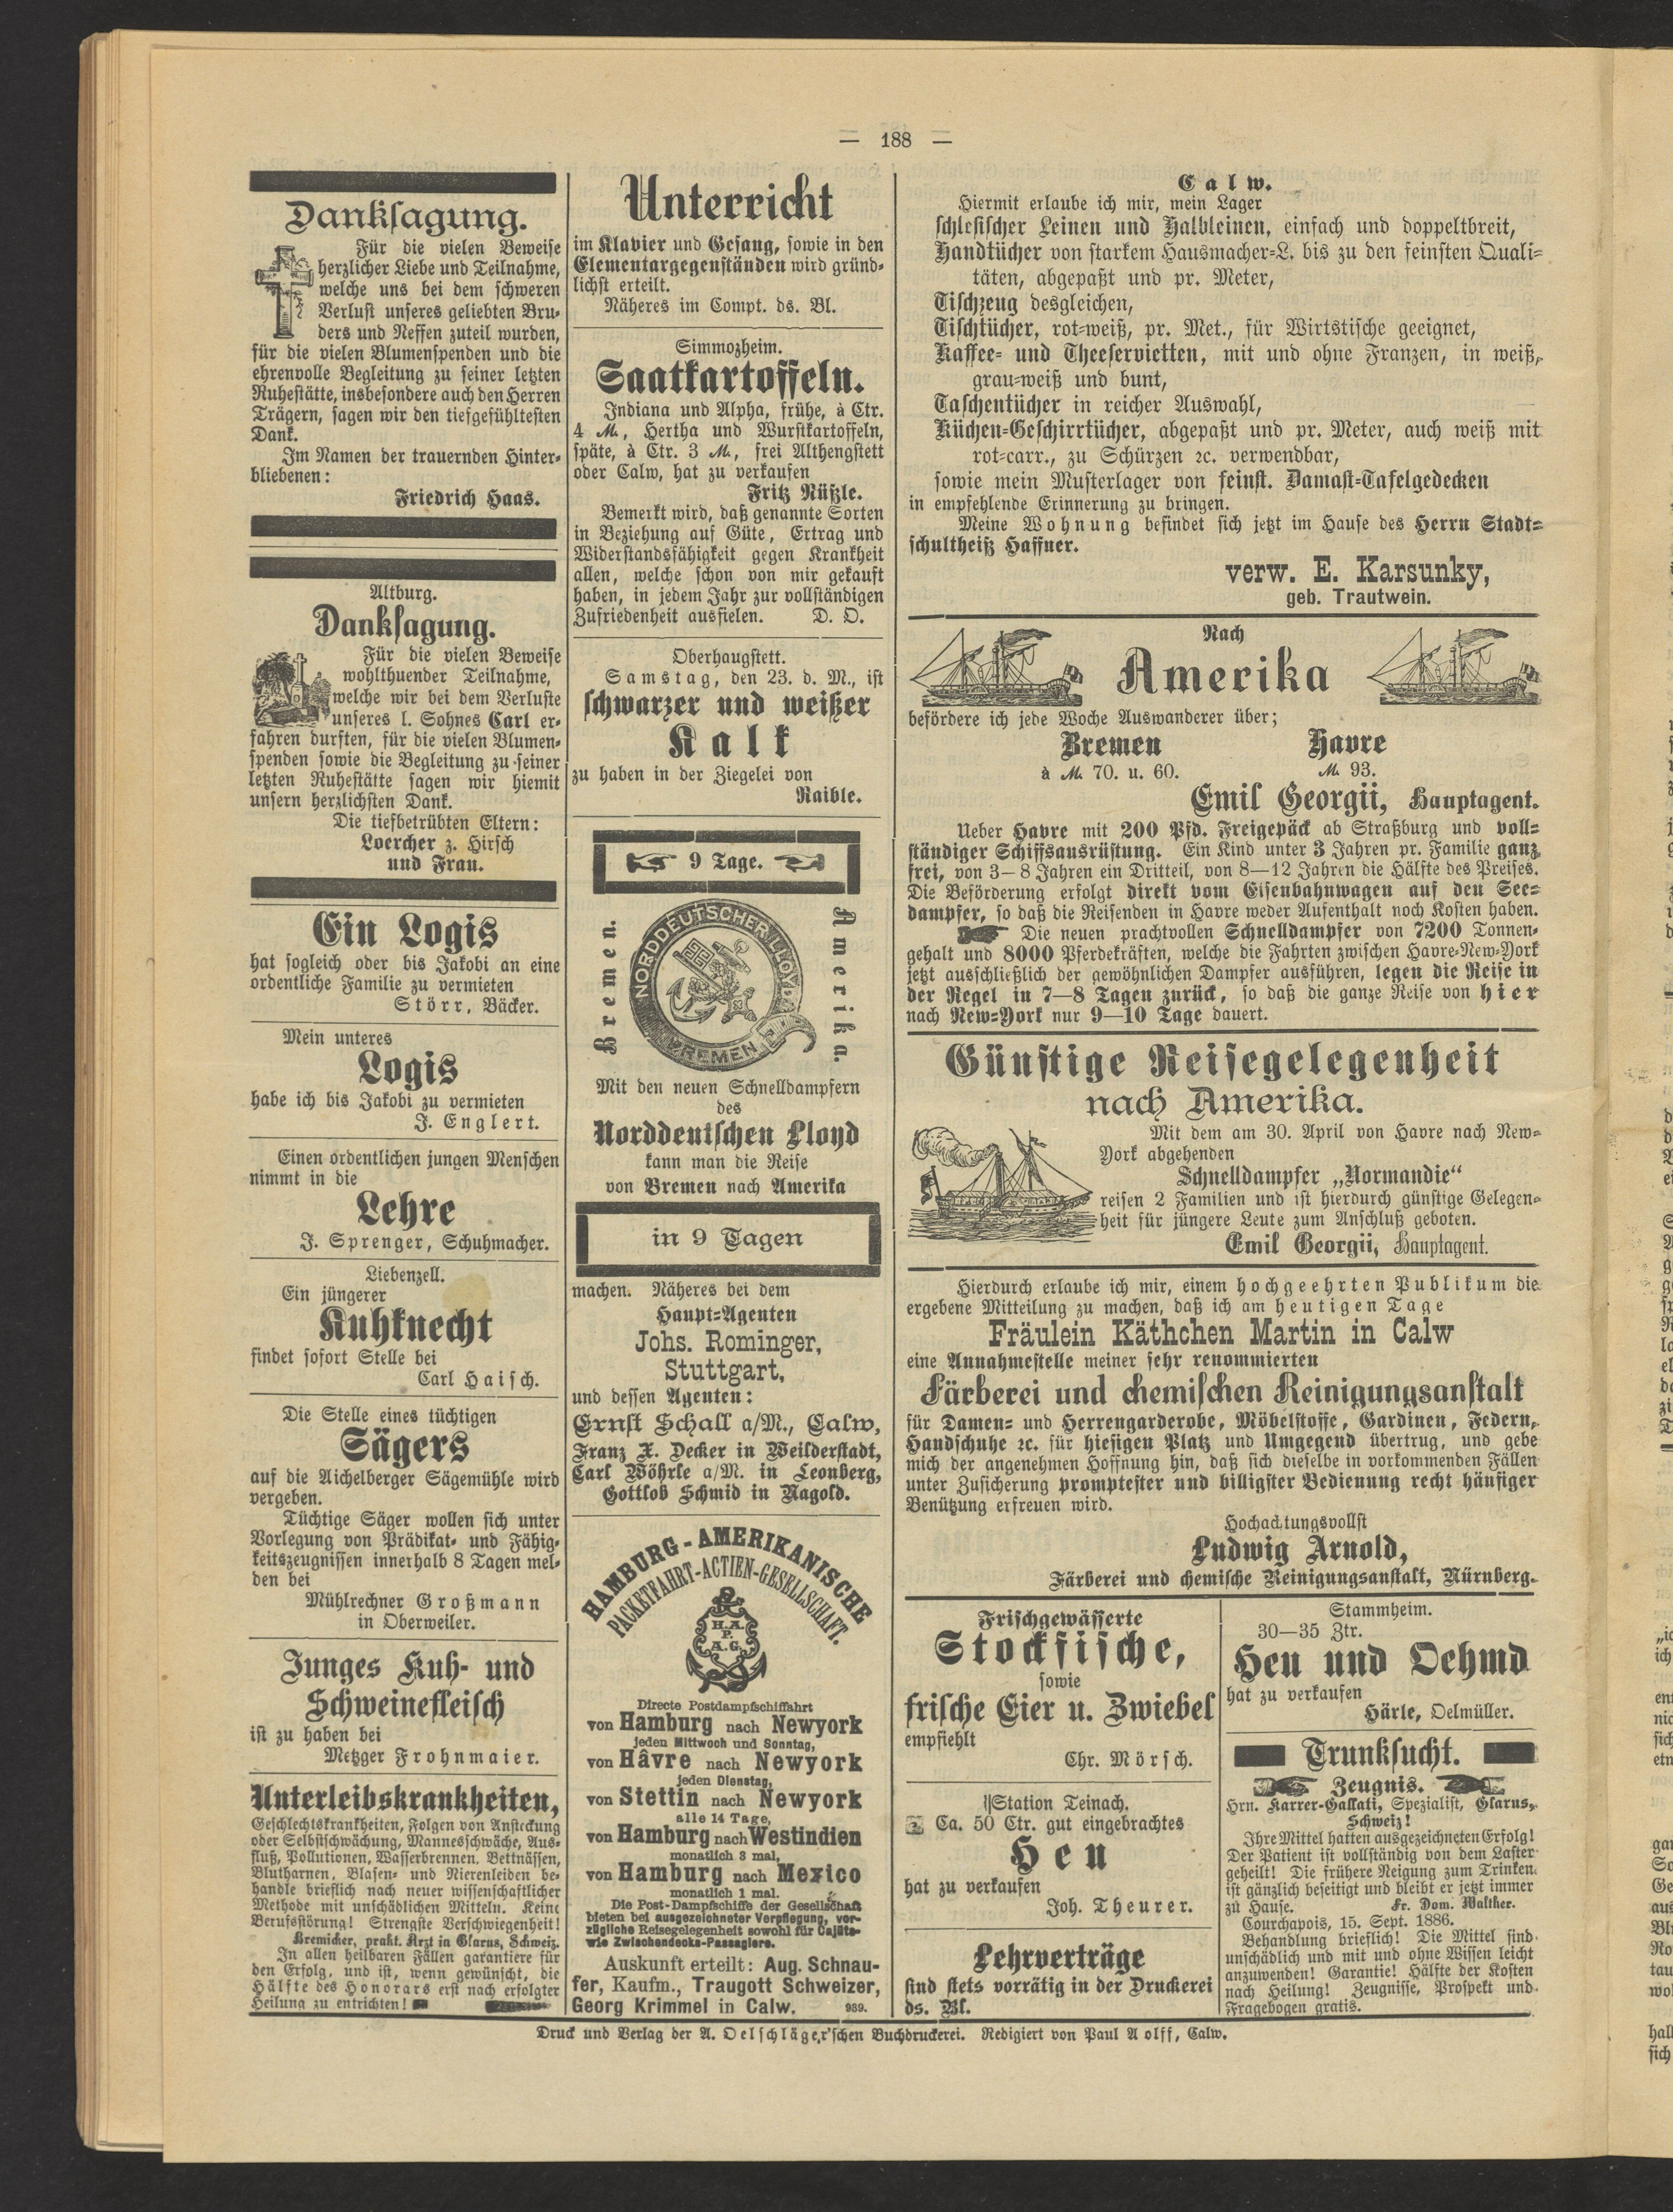 — 188 —
Danksagung.
Für die vielen Beweise
herzlicher Liebe und Teilnahme,
welche uns bei dem schweren
Verlust unseres geliebten Bru-
ders und Neffen zuteil wurden,
für die vielen Blumenspenden und die
ehrenvolle Begleitung zu seiner letzten
Ruhestätte, insbesondere auch den Herren
Trägern, sagen wir den tiefgefühltesten
Dank.
Im Namen der trauernden Hinter-
bliebenen:
Friedrich Haas.
Altburg.
Danksagung.
Für die vielen Beweise
wohlthuender Teilnahme,
welche wir bei dem Verluste
unseres l. Sohnes Carl er-
fahren durften, für die vielen Blumen-
spenden sowie die Begleitung zu seiner
letzten Ruhestätte sagen wir hiemit
unsern herzlichsten Dank.
Die tiefbetrübten Eltern:
Loercher z. Hirsch
und Frau.
Ein Logis
hat sogleich oder bis Jakobi an eine
ordentliche Familie zu vermieten
Störr, Bäcker.
Mein unteres
Logis
habe ich bis Jakobi zu vermieten
J. Englert.
Einen ordentlichen jungen Menschen
nimmt in die
Lehre
J. Sprenger, Schuhmacher.
Liebenzell.
Ein jüngerer
Kuhknecht
findet sofort Stelle bei
Carl Haisch.
Die Stelle eines tüchtigen
Sägers
auf die Aichelberger Sägemühle wird
vergeben.
Tüchtige Säger wollen sich unter
Vorlegung von Prädikat- und Fähig-
keitszeugnissen innerhalb 8 Tagen mel-
den bei
Mühlrechner Großmann
in Oberweiler.
Junges Kuh- und
Schweinefleisch
ist zu haben bei
Metzger Frohnmaier.
Unterleibskrankheiten,
Geschlechtskrankheiten, Folgen von Ansteckung
oder Selbstschwächung, Mannesschwäche, Aus-
fluß, Pollutionen, Wasserbrennen, Bettnässen,
Blutharnen, Blasen- und Nierenleiden be-
handle brieflich nach neuer wissenschaftlicher
Methode mit unschädlichen Mitteln. Keine
Berufsstörung! Strengste Verschwiegenheit!
Bremicker, prakt. Arzt in Glarus, Schweiz.
In allen heilbaren Fällen garantiere für
den Erfolg, und ist, wenn gewünscht, die
Hälfte des Honorars erst nach erfolgter
Heilung zu entrichten!
Unterricht
im Klavier und Gesang, sowie in den
Elementargegenständen wird gründ-
lichst erteilt.
Näheres im Compt. ds. Bl.
Simmozheim.
Saatkartoffeln.
Indiana und Alpha, frühe, à Ctr.
4 M., Hertha und Wurstkartoffeln,
späte, à Ctr. 3 M., frei Althengstett
oder Calw, hat zu verkaufen
Fritz Nüßle.
Bemerkt wird, daß genannte Sorten
in Beziehung auf Güte, Ertrag und
Widerstandsfähigkeit gegen Krankheit
allen, welche schon von mir gekauft
haben, in jedem Jahr zur vollständigen
Zufriedenheit ausfielen. D. O.
Oberhaugstett.
Samstag, den 23. d. M., ist
schwarzer und weißer
Kalk
zu haben in der Ziegelei von
Raible.
9 Tage.
Bremen.
NORDDEUTSCHER LLOYD
BREMEN
Amerika.
Mit den neuen Schnelldampfern
des
Norddeutschen Lloyd
kann man die Reise
von Bremen nach Amerika
in 9 Tagen
machen. Näheres bei dem
Haupt-Agenten
Johs. Rominger,
Stuttgart,
und dessen Agenten:
Ernst Schall a/M., Calw,
Franz X. Decker in Weilderstadt,
Carl Wöhrle a/M. in Leonberg,
Gottlob Schmid in Nagold.
HAMBURG-AMERIKANISCHE
PACKETFAHRT-ACTIEN-GESELLSCHAFT.
H.A.
P.
A.G.
Directe Postdampfschiffahrt
von Hamburg nach Newyork
jeden Mittwoch und Sonntag,
von Hâvre nach Newyork
jeden Dienstag,
von Stettin nach Newyork
alle 14 Tage,
von Hamburg nach Westindien
monatlich 3 mal,
von Hamburg nach Mexico
monatlich 1 mal.
Die Post-Dampfschiffe der Gesellschaft
bieten bei ausgezeichneter Verpflegung, vor-
zügliche Reisegelegenheit sowohl für Cajüts-
wie Zwischendecks-Passagiere.
Auskunft erteilt: Aug. Schnau-
fer, Kaufm., Traugott Schweizer,
Georg Krimmel in Calw. 939.
Calw.
Hiermit erlaube ich mir, mein Lager
schlesischer Leinen und Halbleinen, einfach und doppeltbreit,
Handtücher von starkem Hausmacher-L. bis zu den feinsten Quali-
täten, abgepaßt und pr. Meter,
Tischzeug desgleichen,
Tischtücher, rot-weiß, pr. Met., für Wirtstische geeignet,
Kaffee- und Theeservietten, mit und ohne Franzen, in weiß,
grau-weiß und bunt,
Taschentücher in reicher Auswahl,
Küchen-Geschirrtücher, abgepaßt und pr. Meter, auch weiß mit
rot-carr., zu Schürzen ꝛc. verwendbar,
sowie mein Musterlager von feinst. Damast-Tafelgedecken
in empfehlende Erinnerung zu bringen.
Meine Wohnung befindet sich jetzt im Hause des Herrn Stadt-
schultheiß Haffner.
verw. E. Karsunky,
geb. Trautwein.
Nach
Amerika
befördere ich jede Woche Auswanderer über;
Bremen Havre
à M. 70. u. 60. M. 93.
Emil Georgii, Hauptagent.
Ueber Havre mit 200 Pfd. Freigepäck ab Straßburg und voll-
ständiger Schiffsausrüstung. Ein Kind unter 3 Jahren pr. Familie ganz
frei, von 3—8 Jahren ein Dritteil, von 8—12 Jahren die Hälfte des Preises.
Die Beförderung erfolgt direkt vom Eisenbahnwagen auf den See-
dampfer, so daß die Reisenden in Havre weder Aufenthalt noch Kosten haben.
Die neuen prachtvollen Schnelldampfer von 7200 Tonnen-
gehalt und 8000 Pferdekräften, welche die Fahrten zwischen Havre-New-York
jetzt ausschließlich der gewöhnlichen Dampfer ausführen, legen die Reise in
der Regel in 7—8 Tagen zurück, so daß die ganze Reise von hier
nach New-York nur 9—10 Tage dauert.
Günstige Reisegelegenheit
nach Amerika.
Mit dem am 30. April von Havre nach New-
York abgehenden
Schnelldampfer „Normandie“
reisen 2 Familien und ist hierdurch günstige Gelegen-
heit für jüngere Leute zum Anschluß geboten.
Emil Georgii, Hauptagent.
Hierdurch erlaube ich mir, einem hochgeehrten Publikum die
ergebene Mitteilung zu machen, daß ich am heutigen Tage
Fräulein Käthchen Martin in Calw
eine Annahmestelle meiner sehr renommierten
Färberei und chemischen Reinigungsanstalt
für Damen- und Herrengarderobe, Möbelstoffe, Gardinen, Federn,
Handschuhe ꝛc. für hiesigen Platz und Umgegend übertrug, und gebe
mich der angenehmen Hoffnung hin, daß sich dieselbe in vorkommenden Fällen
unter Zusicherung promptester und billigster Bedienung recht häufiger
Benützung erfreuen wird.
Hochachtungsvollst
Ludwig Arnold,
Färberei und chemische Reinigungsanstalt, Nürnberg.
Frischgewässerte
Stockfische,
sowie
frische Eier u. Zwiebel
empfiehlt
Chr. Mörsch.
Station Teinach.
Ca. 50 Ctr. gut eingebrachtes
Heu
hat zu verkaufen
Joh. Theurer.
Lehrverträge
sind stets vorrätig in der Druckerei
ds. Bl.
Stammheim.
30—35 Ztr.
Heu und Oehmd
hat zu verkaufen
Härle, Oelmüller.
Trunksucht.
Zeugnis.
Hrn. Karrer-Gallati, Spezialist, Glarus,
Schweiz!
Ihre Mittel hatten ausgezeichneten Erfolg!
Der Patient ist vollständig von dem Laster
geheilt! Die frühere Neigung zum Trinken
ist gänzlich beseitigt und bleibt er jetzt immer
zu Hause. Fr. Dom. Walther.
Courchapois, 15. Sept. 1886.
Behandlung brieflich! Die Mittel sind
unschädlich und mit und ohne Wissen leicht
anzuwenden! Garantie! Hälfte der Kosten
nach Heilung! Zeugnisse, Prospekt und
Fragebogen gratis.
Druck und Verlag der A. Oelschläger'schen Buchdruckerei. Redigiert von Paul Adolff, Calw.